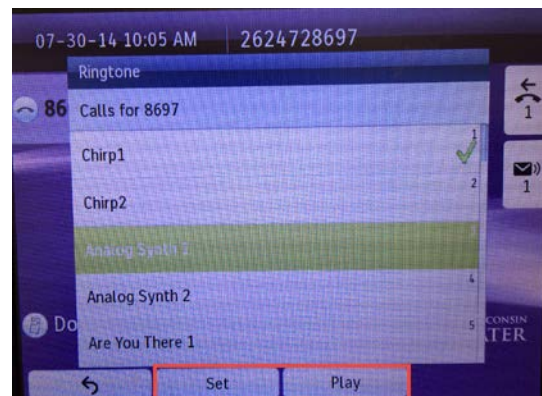 07-30-14 10:05 AM 2624728697
Ringtone
86 Calls for 8697
1
Chirp1
1
2
Chirp2
1
3
Analog Synth
4
Analog Synth 2
Do
CONSIN
5
Are You There 1
TER
Set Play